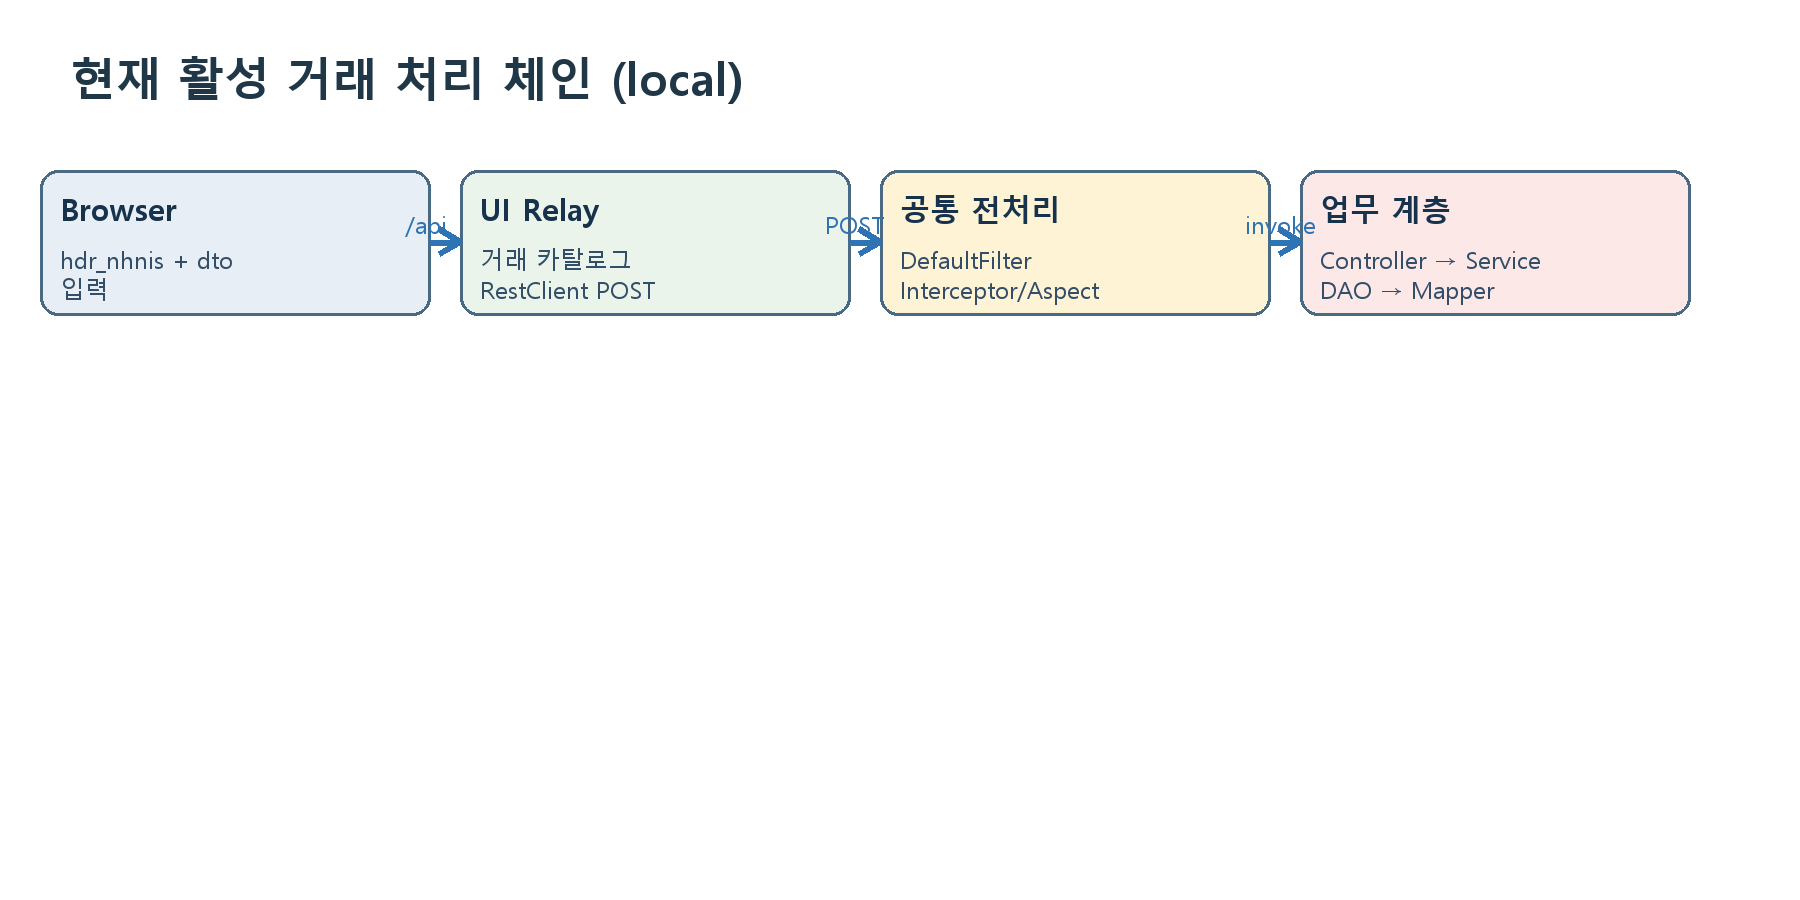 현재 활성 거래 처리 체인 (local)
Browser
hdr_nhnis + dto
입력
/api
UI Relay
거래 카탈로그
RestClient POST
POST
공통 전처리
DefaultFilter
Interceptor/Aspect
invoke
업무 계층
Controller → Service
DAO → Mapper